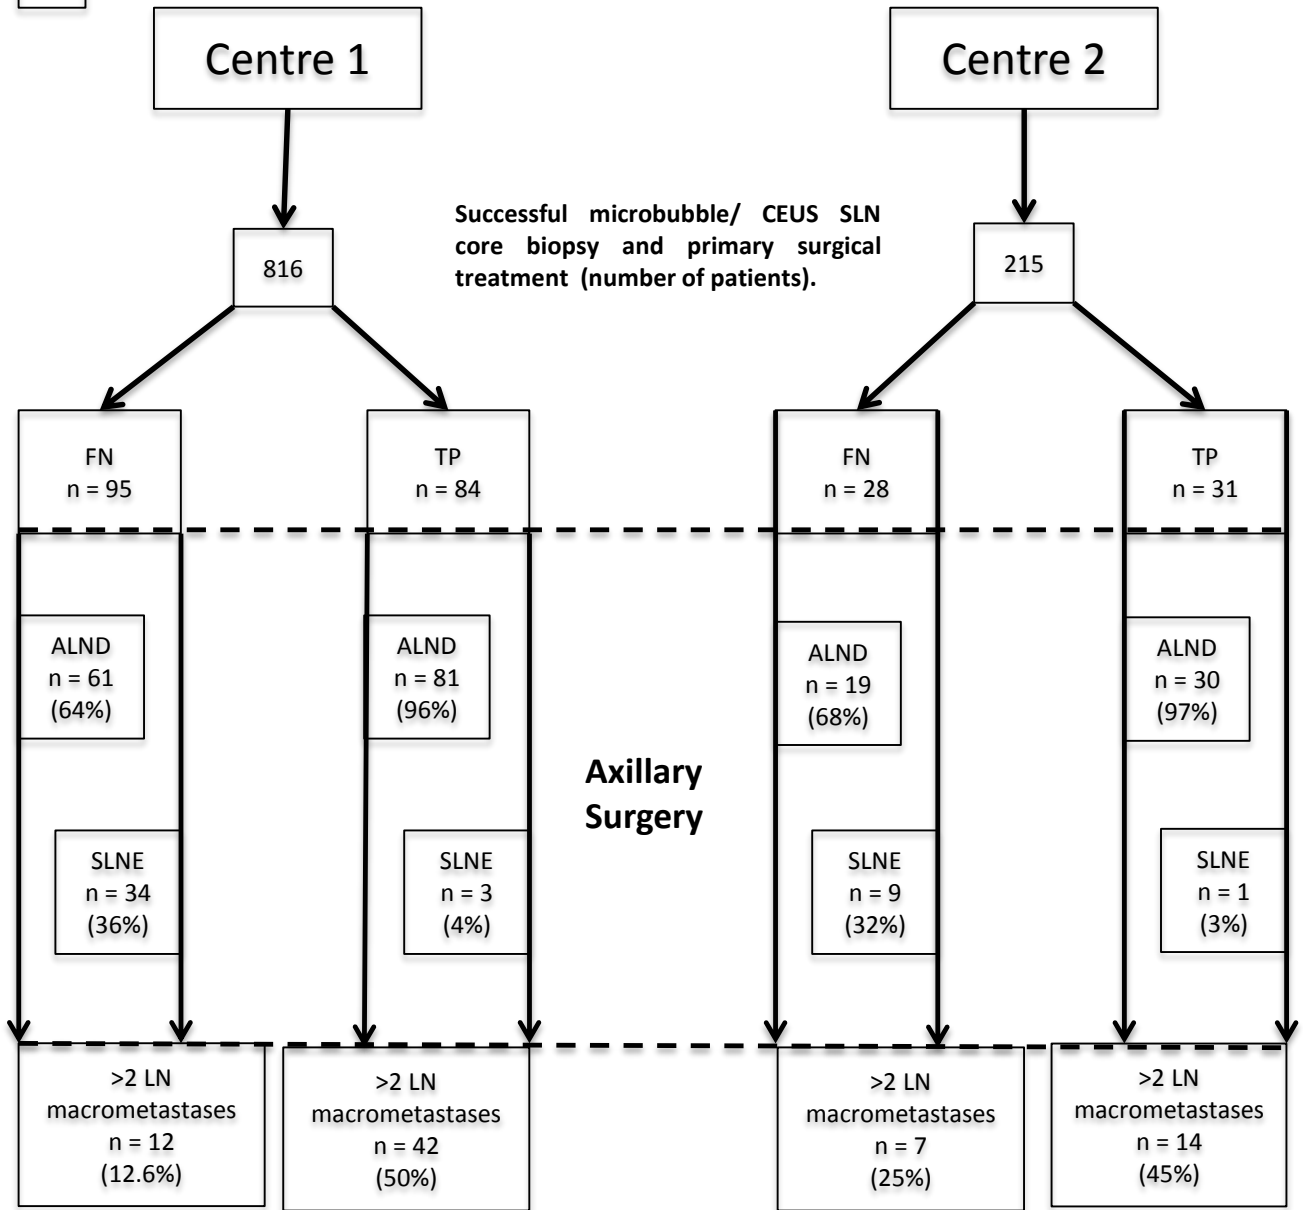 Centre 1
Centre 2
Successful microbubble/ CEUS SLN
core biopsy and primary surgical
treatment (number of patients).
816
215
FN
n = 95
TP
n = 84
FN
n = 28
TP
n = 31
ALND
n = 61
(64%)
ALND
n = 81
(96%)
ALND
n = 19
(68%)
ALND
n = 30
(97%)
Axillary
Surgery
SLNE
n = 34
(36%)
SLNE
n = 3
(4%)
SLNE
n = 9
(32%)
SLNE
n = 1
(3%)
>2 LN
macrometastases
n = 12
(12.6%)
>2 LN
macrometastases
n = 42
(50%)
>2 LN
macrometastases
n = 7
(25%)
>2 LN
macrometastases
n = 14
(45%)